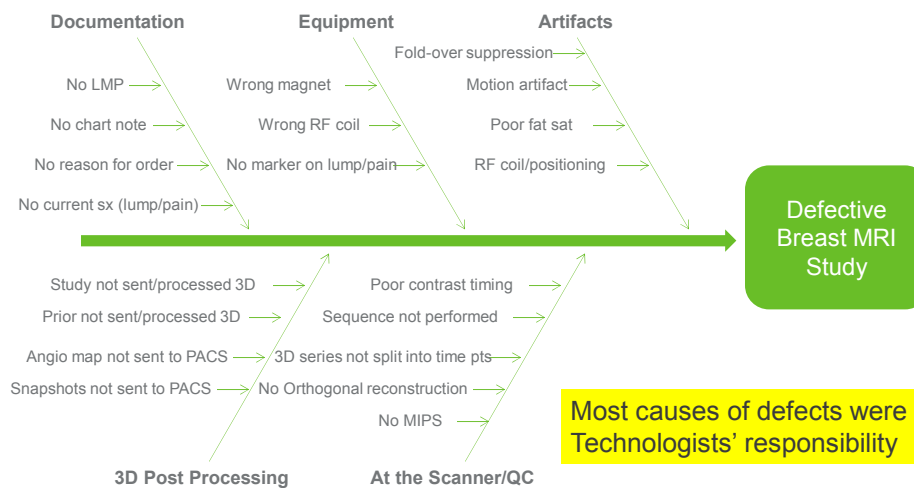 Documentation
Equipment
Artifacts
No LMP
No chart note
No reason for order
No current sx (lump/pain)
Wrong magnet
Wrong RF coil
No marker on lump/pain
Fold-over suppression
Motion artifact
Poor fat sat
RF coil/positioning
Defective
Breast MRI
Study
Study not sent/processed 3D
Prior not sent/processed 3D
Angio map not sent to PACS
Snapshots not sent to PACS
Poor contrast timing
Sequence not performed
3D series not split into time pts
No Orthogonal reconstruction
No MIPS
3D Post Processing
At the Scanner/QC
Most causes of defects were
Technologists' responsibility